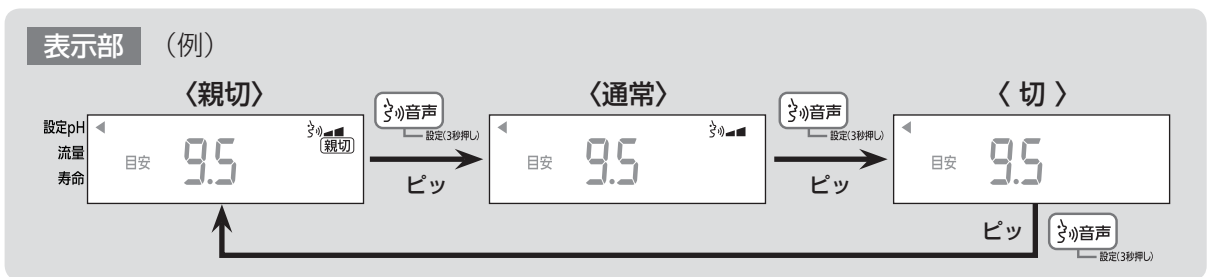 表示部 （例）
〈親切〉
〈通常〉
〈 切 〉
設定pH
流量
寿命
目安 9.5
親切
音声
設定(3秒押し)
ピッ
目安 9.5
音声
設定(3秒押し)
ピッ
目安 9.5
ピッ
音声
設定(3秒押し)